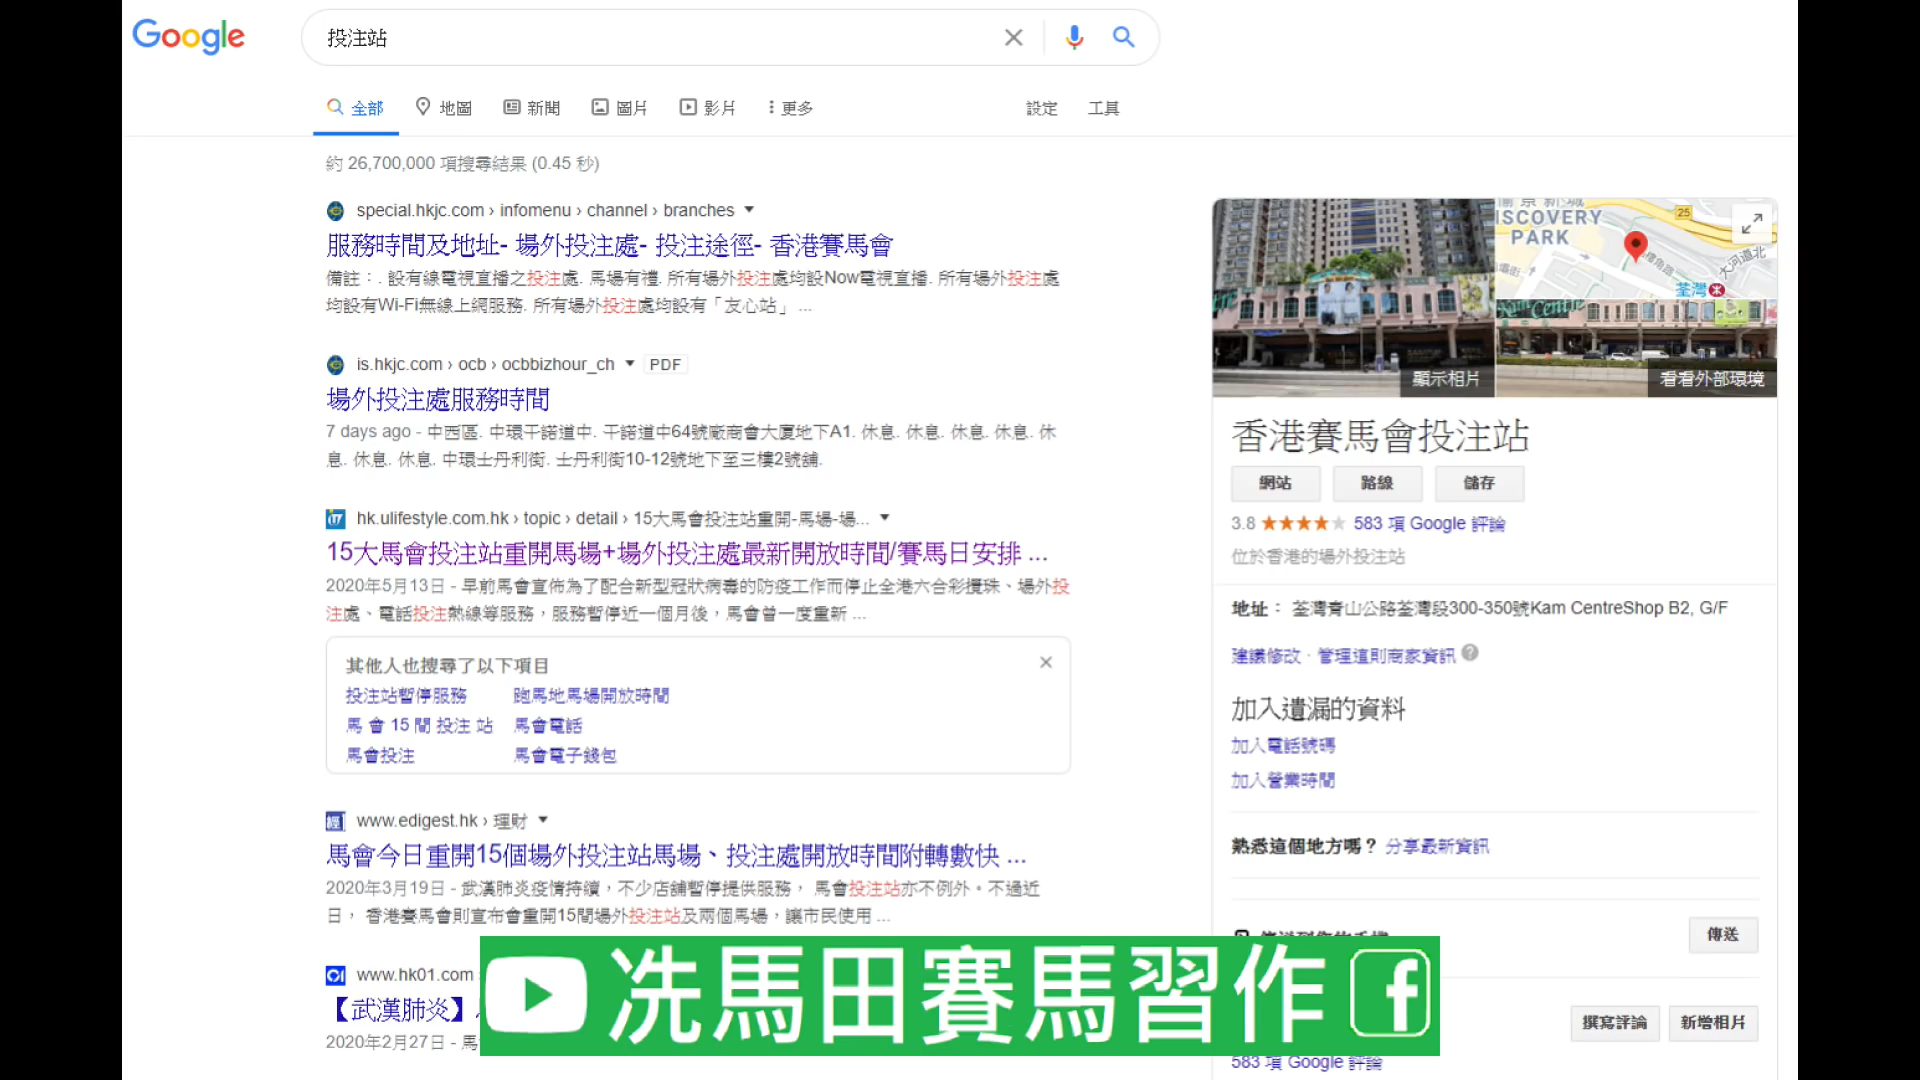 Google
投注站
全部
地圖
新聞
圖片
影片
更多
設定
工具
約 26,700,000 項搜尋結果 (0.45 秒)
special.hkjc.com › infomenu › channel › branches
服務時間及地址- 場外投注處- 投注途徑- 香港賽馬會
備註：. 設有線電視直播之投注處. 馬場有禮. 所有場外投注處均設Now電視直播. 所有場外投注處
均設有Wi-Fi無線上網服務. 所有場外投注處均設有「友心站」 ...
is.hkjc.com › ocb › ocbbizhour_ch
PDF
場外投注處服務時間
7 days ago - 中西區. 中環干諾道中. 干諾道中64號廠商會大廈地下A1. 休息. 休息. 休息. 休息. 休
息. 休息. 休息. 中環士丹利街. 士丹利街10-12號地下至三樓2號舖.
hk.ulifestyle.com.hk › topic › detail › 15大馬會投注站重開-馬場-場...
15大馬會投注站重開馬場+場外投注處最新開放時間/賽馬日安排 ...
2020年5月13日 - 早前馬會宣佈為了配合新型冠狀病毒的防疫工作而停止全港六合彩攪珠、場外投
注處、電話投注熱線等服務，服務暫停近一個月後，馬會曾一度重新 ...
其他人也搜尋了以下項目
投注站暫停服務
跑馬地馬場開放時間
馬 會 15 間 投注 站
馬會電話
馬會投注
馬會電子錢包
www.edigest.hk › 理財
馬會今日重開15個場外投注站馬場、投注處開放時間附轉數快 ...
2020年3月19日 - 武漢肺炎疫情持續，不少店舖暫停提供服務， 馬會投注站亦不例外。不過近
日， 香港賽馬會則宣布會重開15間場外投注站及兩個馬場，讓市民使用 ...
www.hk01.com
【武漢肺炎】
2020年2月27日 - 馬
DISCOVERY
PARK
25
大河道北
荃灣
顯示相片
看看外部環境
香港賽馬會投注站
網站
路線
儲存
3.8
583 項 Google 評論
位於香港的場外投注站
地址： 荃灣青山公路荃灣段300-350號Kam CentreShop B2, G/F
建議修改 · 管理這則商家資訊
加入遺漏的資料
加入電話號碼
加入營業時間
熟悉這個地方嗎？ 分享最新資訊
傳送
撰寫評論
新增相片
583 項 Google 評論
冼馬田賽馬習作